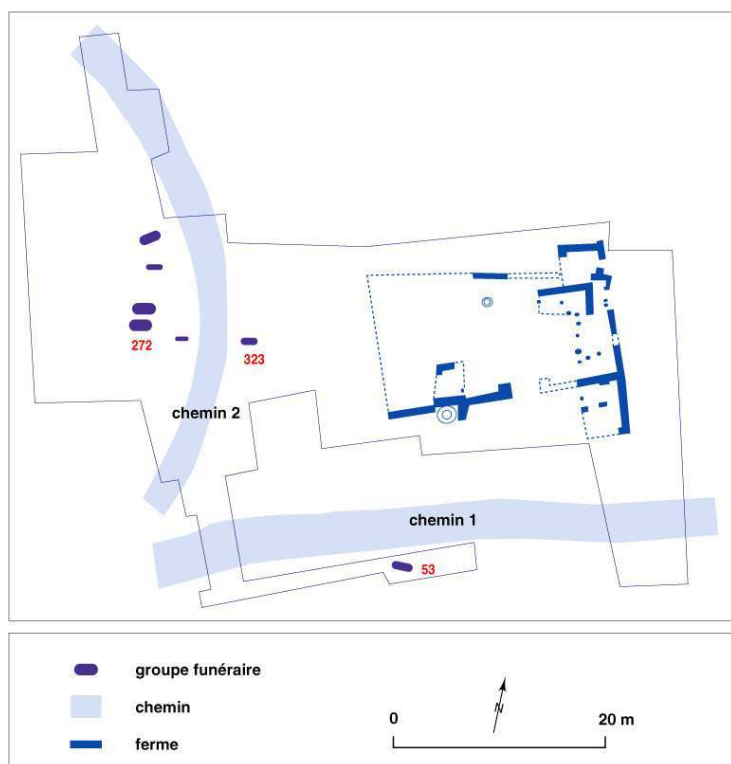 272
323
chemin 2
chemin 1
53
groupe funéraire
chemin
ferme
N
0
20 m